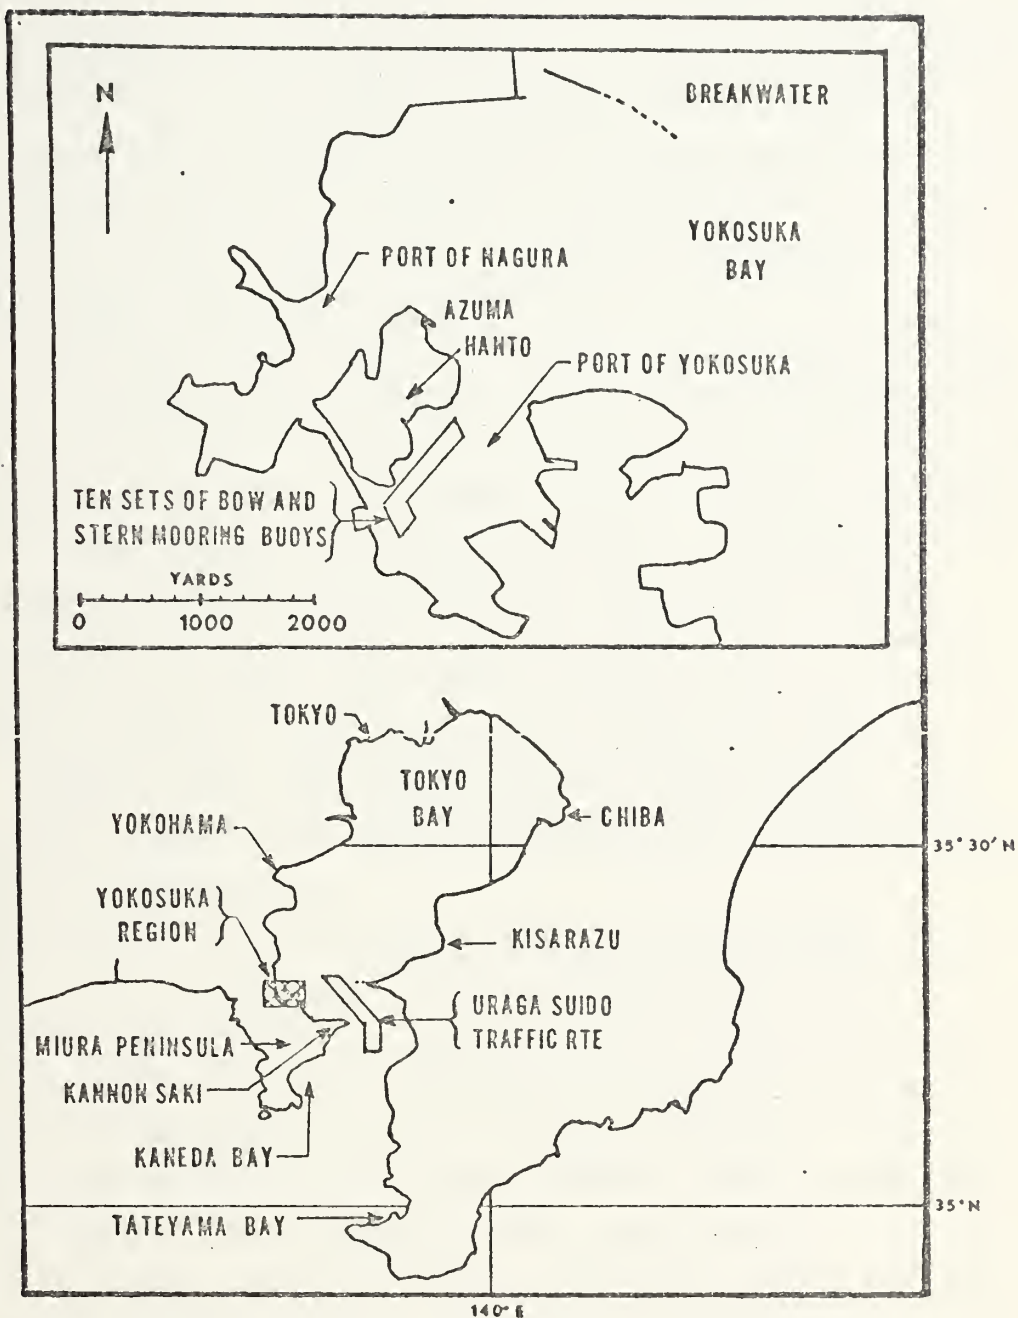 N
BREAKWATER
YOKOSUKA
BAY
PORT OF NAGURA
AZUMA
HANTO
PORT OF YOKOSUKA
TEN SETS OF BOW AND
STERN MOORING BUOYS
YARDS
0 1000 2000
TOKYO
TOKYO
BAY
CHIBA
YOKOHAMA
35° 30' N
YOKOSUKA
REGION
KISARAZU
URAGA SUIDO
TRAFFIC RTE
MIURA PENINSULA
KANNON SAKI
KANEDA BAY
35° N
TATEYAMA BAY
140° E